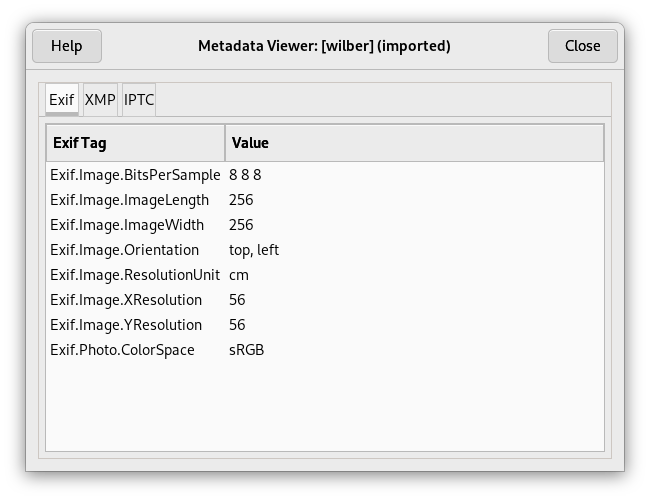 Help Metadata Viewer: [wilber] (imported) Close
Exif XMP IPTC
Exif Tag Value
Exif.Image.BitsPerSample 8 8 8
Exif.Image.ImageLength 256
Exif.Image.ImageWidth 256
Exif.Image.Orientation top, left
Exif.Image.ResolutionUnit cm
Exif.Image.XResolution 56
Exif.Image.YResolution 56
Exif.Photo.ColorSpace sRGB